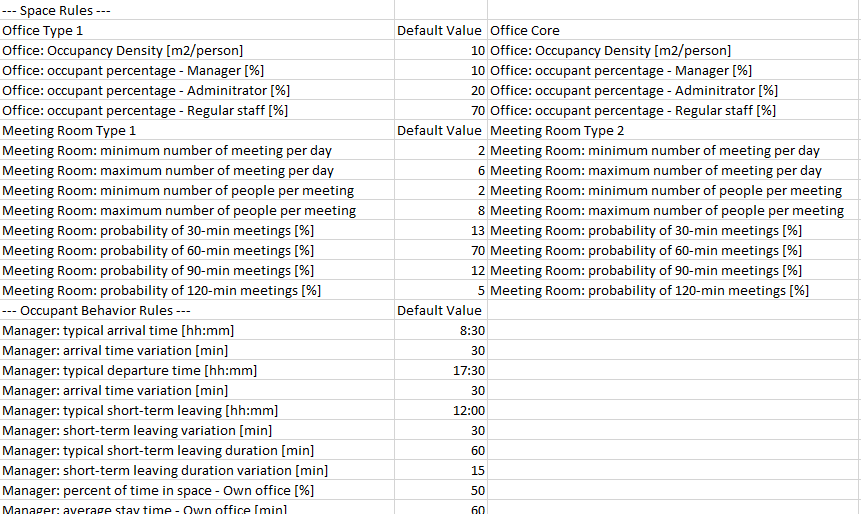 --- Space Rules ---
Office Type 1 Default Value Office Core
Office: Occupancy Density [m2/person] 10 Office: Occupancy Density [m2/person]
Office: occupant percentage - Manager [%] 10 Office: occupant percentage - Manager [%]
Office: occupant percentage - Adminitrator [%] 20 Office: occupant percentage - Adminitrator [%]
Office: occupant percentage - Regular staff [%] 70 Office: occupant percentage - Regular staff [%]
Meeting Room Type 1 Default Value Meeting Room Type 2
Meeting Room: minimum number of meeting per day 2 Meeting Room: minimum number of meeting per day
Meeting Room: maximum number of meeting per day 6 Meeting Room: maximum number of meeting per day
Meeting Room: minimum number of people per meeting 2 Meeting Room: minimum number of people per meeting
Meeting Room: maximum number of people per meeting 8 Meeting Room: maximum number of people per meeting
Meeting Room: probability of 30-min meetings [%] 13 Meeting Room: probability of 30-min meetings [%]
Meeting Room: probability of 60-min meetings [%] 70 Meeting Room: probability of 60-min meetings [%]
Meeting Room: probability of 90-min meetings [%] 12 Meeting Room: probability of 90-min meetings [%]
Meeting Room: probability of 120-min meetings [%] 5 Meeting Room: probability of 120-min meetings [%]
--- Occupant Behavior Rules --- Default Value
Manager: typical arrival time [hh:mm] 8:30
Manager: arrival time variation [min] 30
Manager: typical departure time [hh:mm] 17:30
Manager: arrival time variation [min] 30
Manager: typical short-term leaving [hh:mm] 12:00
Manager: short-term leaving variation [min] 30
Manager: typical short-term leaving duration [min] 60
Manager: short-term leaving duration variation [min] 15
Manager: percent of time in space - Own office [%] 50
Manager: average stay time - Own office [min] 60